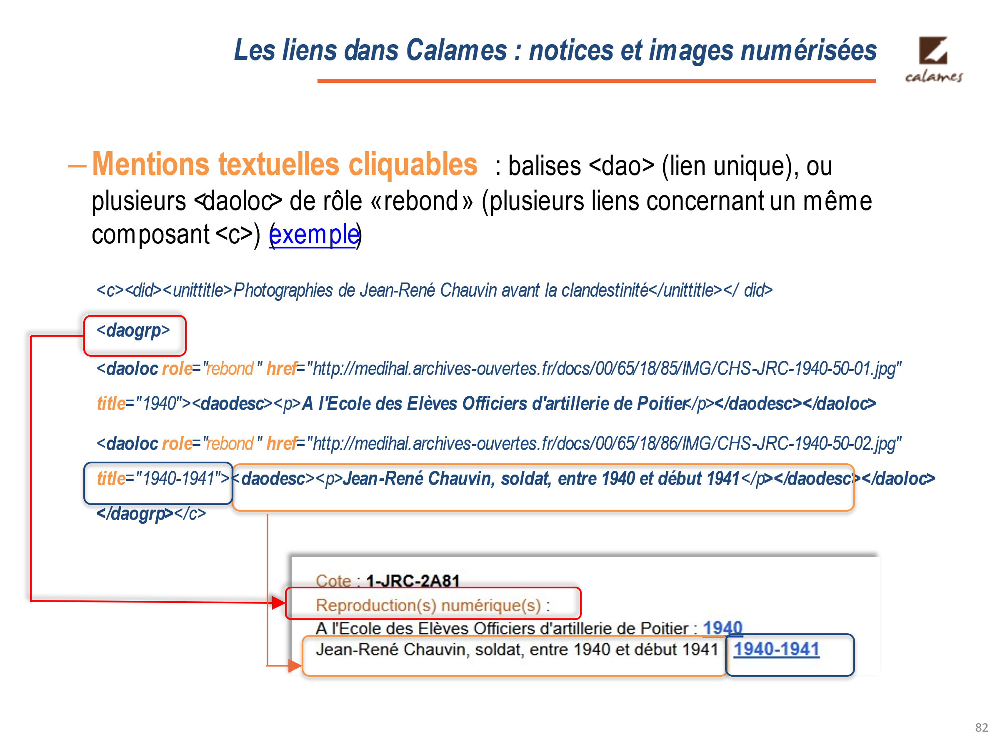 Les liens dans Calames : notices et images numérisées
calames
– Mentions textuelles cliquables : balises <dao> (lien unique), ou
plusieurs <daoloc> de rôle «rebond» (plusieurs liens concernant un même
composant <c>) (exemple)
<c><did><unittitle>Photographies de Jean-René Chauvin avant la clandestinité</unittitle></ did>
<daogrp>
<daoloc role="rebond" href="http://medihal.archives-ouvertes.fr/docs/00/65/18/85/IMG/CHS-JRC-1940-50-01.jpg"
title="1940"><daodesc><p>A l'Ecole des Elèves Officiers d'artillerie de Poitier</p></daodesc></daoloc>
<daoloc role="rebond" href="http://medihal.archives-ouvertes.fr/docs/00/65/18/86/IMG/CHS-JRC-1940-50-02.jpg"
title="1940-1941"><daodesc><p>Jean-René Chauvin, soldat, entre 1940 et début 1941</p></daodesc></daoloc>
</daogrp></c>
Cote : 1-JRC-2A81
Reproduction(s) numérique(s) :
A l'Ecole des Elèves Officiers d'artillerie de Poitier : 1940
Jean-René Chauvin, soldat, entre 1940 et début 1941 1940-1941
82